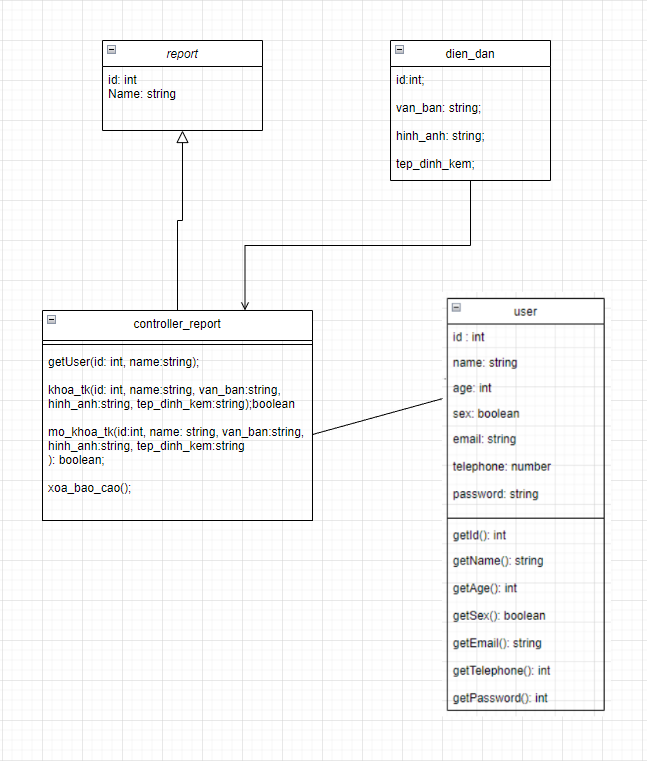 report
id: int
Name: string
dien_dan
id:int;
van_ban: string;
hinh_anh: string;
tep_dinh_kem;
controller_report
getUser(id: int, name:string);
khoa_tk(id: int, name:string, van_ban:string,
hinh_anh:string, tep_dinh_kem:string);boolean
mo_khoa_tk(id:int, name: string, van_ban:string,
hinh_anh:string, tep_dinh_kem:string
): boolean;
xoa_bao_cao();
user
id : int
name: string
age: int
sex: boolean
email: string
telephone: number
password: string
getId(): int
getName(): string
getAge(): int
getSex(): boolean
getEmail(): string
getTelephone(): int
getPassword(): int